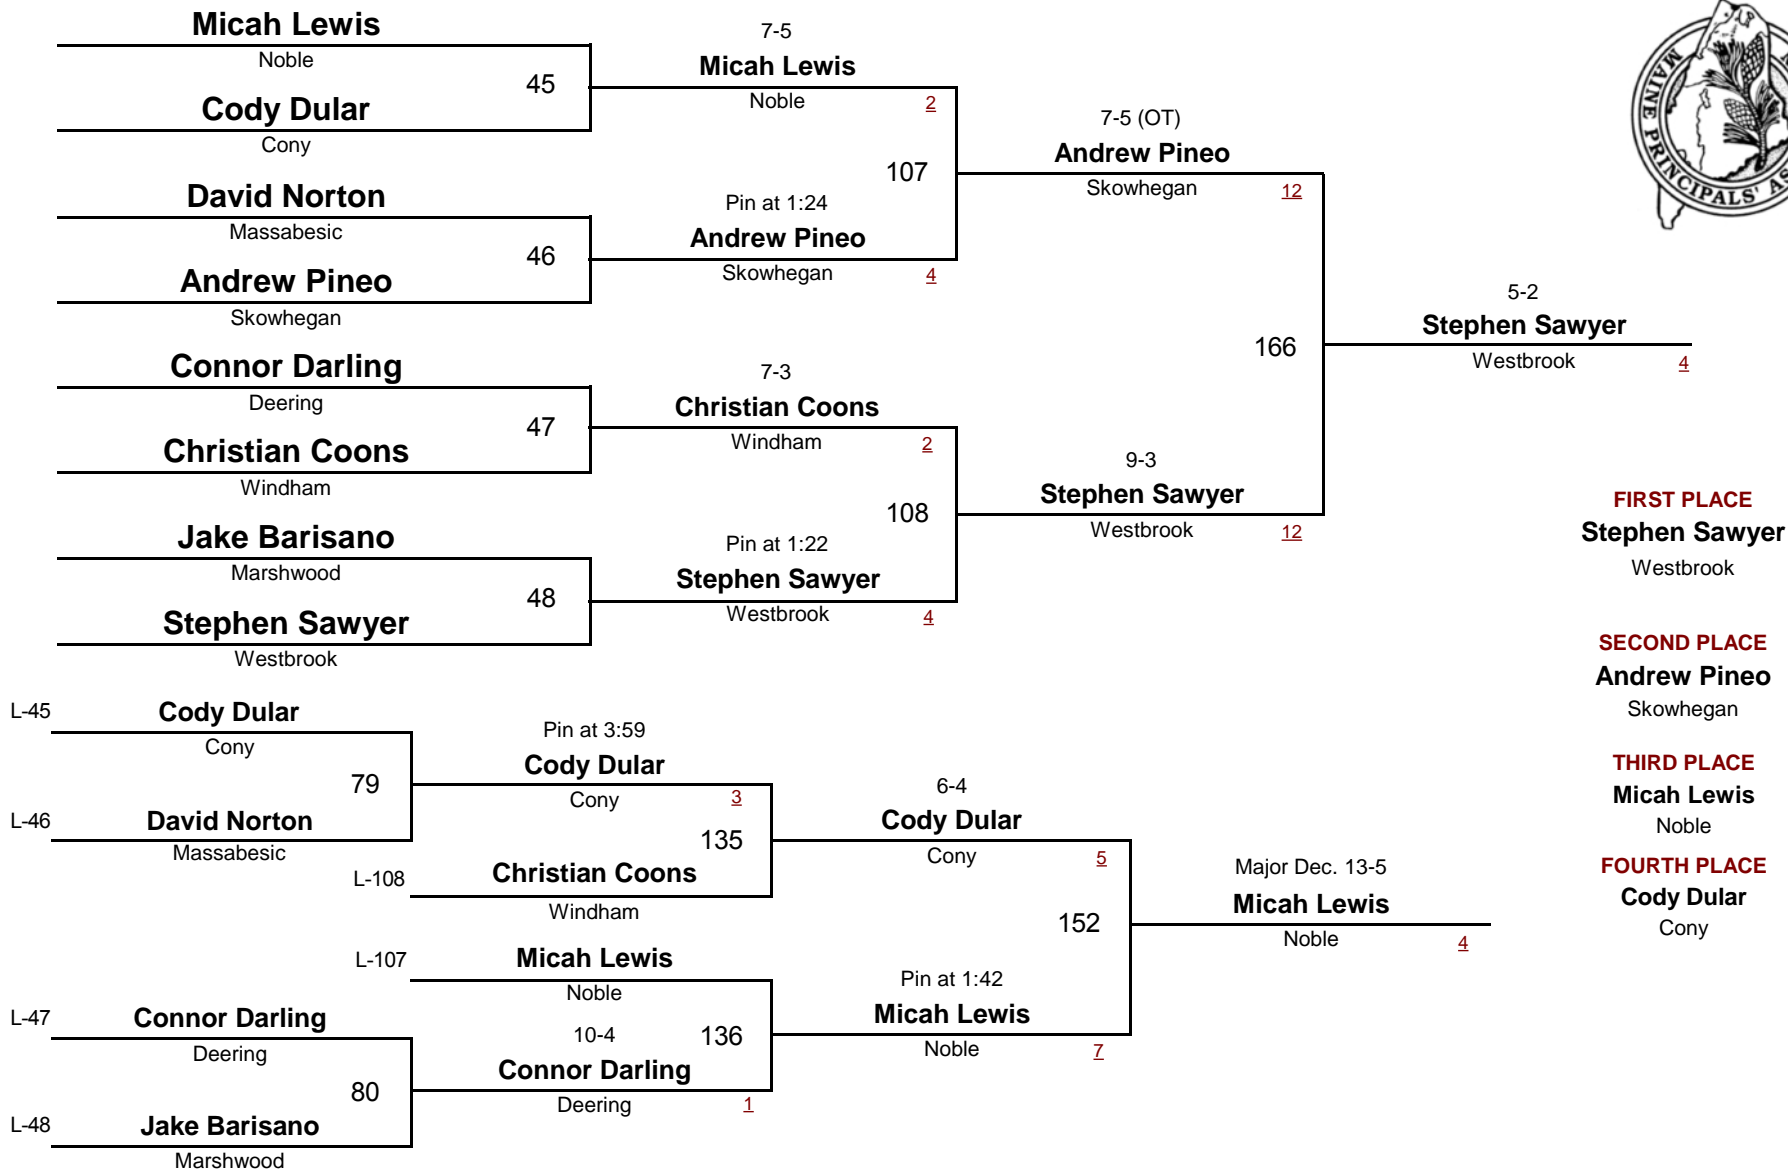 Micah Lewis
Noble
45
Cody Dular
Cony
David Norton
Massabesic
46
Andrew Pineo
Skowhegan
Connor Darling
Deering
47
Christian Coons
Windham
Jake Barisano
Marshwood
48
Stephen Sawyer
Westbrook
7-5
Micah Lewis
Noble 2
107
Pin at 1:24
Andrew Pineo
Skowhegan 4
7-3
Christian Coons
Windham 2
108
Pin at 1:22
Stephen Sawyer
Westbrook 4
7-5 (OT)
Andrew Pineo
Skowhegan 12
166
9-3
Stephen Sawyer
Westbrook 12
5-2
Stephen Sawyer
Westbrook 4
MAINE PRINCIPALS'
FIRST PLACE
Stephen Sawyer
Westbrook
SECOND PLACE
Andrew Pineo
Skowhegan
THIRD PLACE
Micah Lewis
Noble
FOURTH PLACE
Cody Dular
Cony
L-45 Cody Dular
Cony
79
L-46 David Norton
Massabesic
Pin at 3:59
Cody Dular
Cony 3
135
L-108 Christian Coons
Windham
L-107 Micah Lewis
Noble
136
10-4
Connor Darling
Deering 1
L-47 Connor Darling
Deering
80
L-48 Jake Barisano
Marshwood
6-4
Cody Dular
Cony 5
152
Pin at 1:42
Micah Lewis
Noble 7
Major Dec. 13-5
Micah Lewis
Noble 4